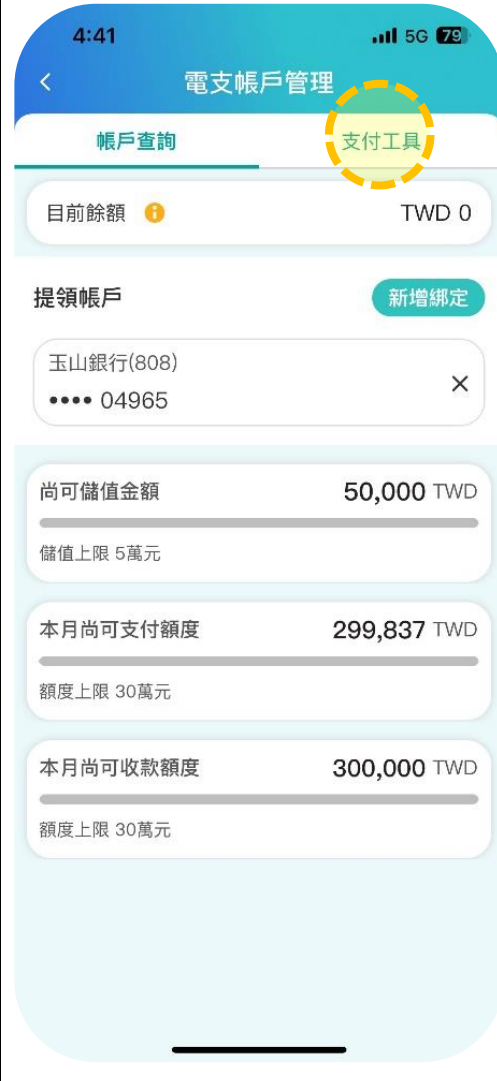 4:41
5G 79
電支帳戶管理
帳戶查詢
支付工具
目前餘額
TWD 0
提領帳戶
新增綁定
玉山銀行(808)
•••• 04965
尚可儲值金額
50,000 TWD
儲值上限 5萬元
本月尚可支付額度
299,837 TWD
額度上限 30萬元
本月尚可收款額度
300,000 TWD
額度上限 30萬元